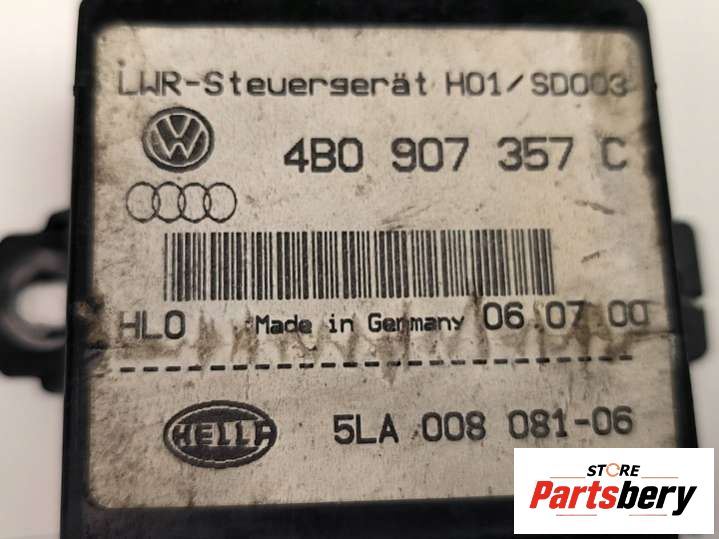 LWR-Steuergerät H01/SD003
4B0 907 357 C
HLO Made in Germany 06.07.00
HELLA 5LA 008 081-06
STORE
Partsbery